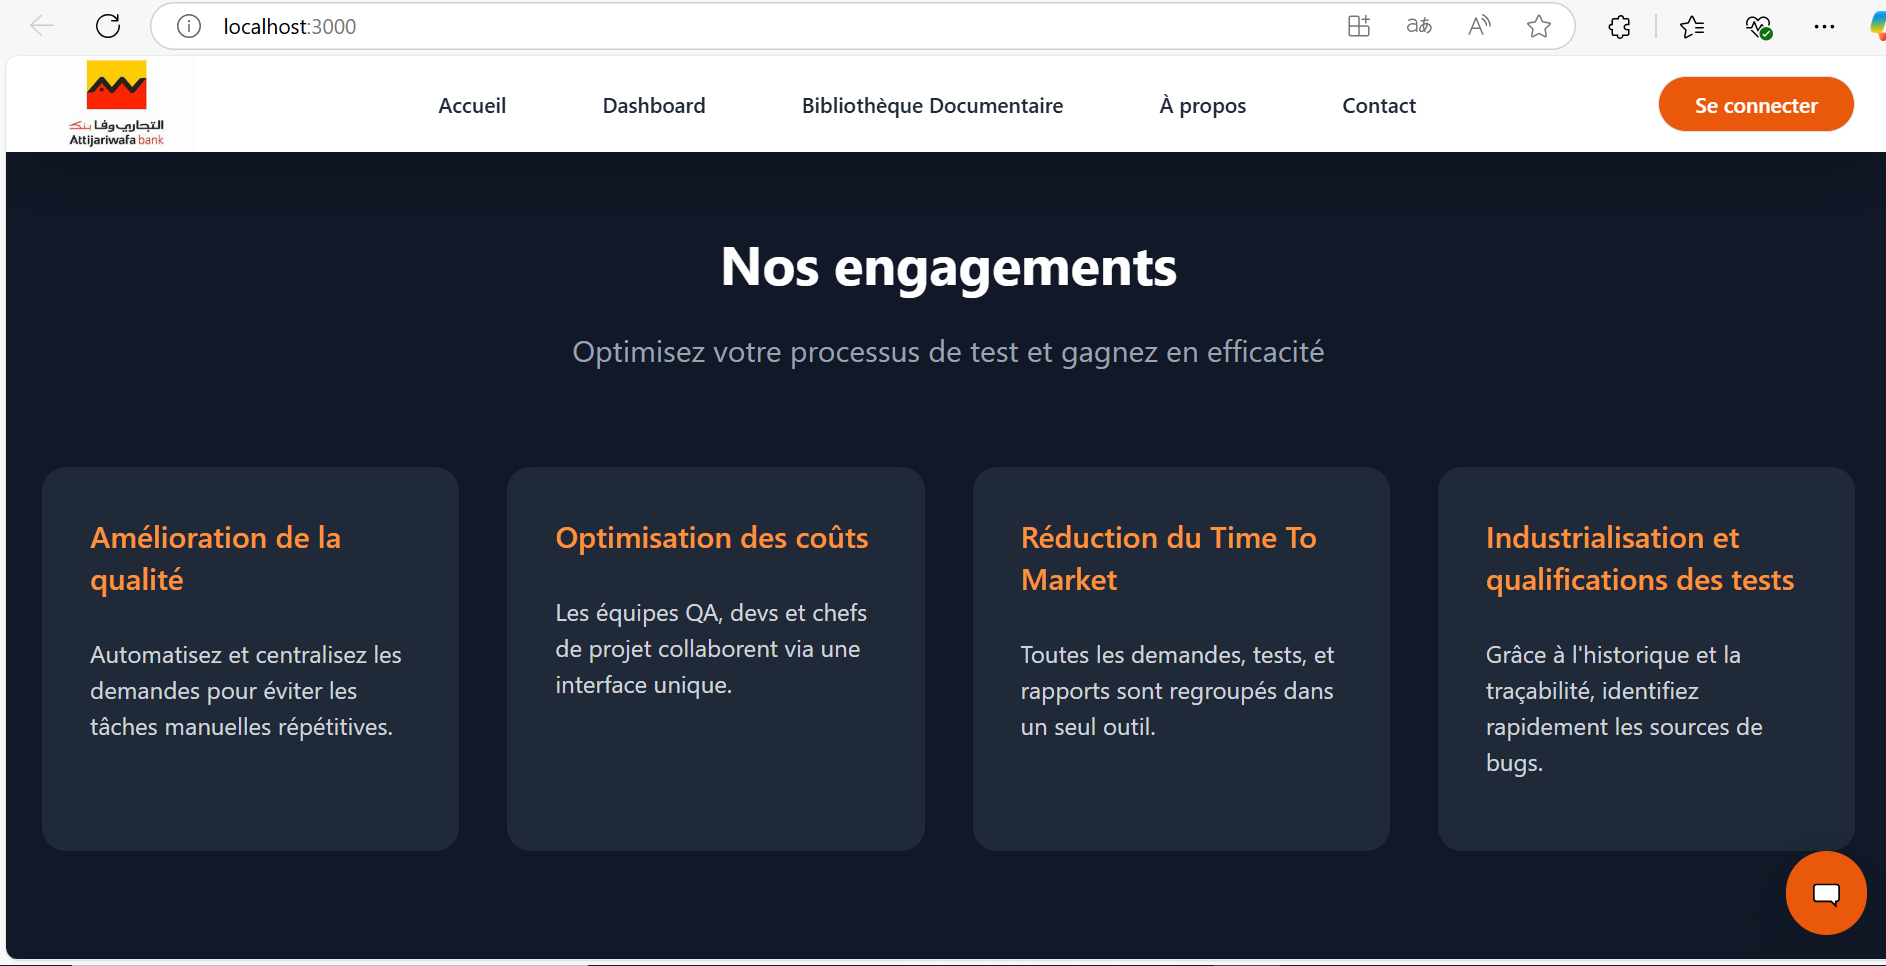 localhost:3000
التجاري وفا بنك
Attijariwafa bank
Accueil
Dashboard
Bibliothèque Documentaire
À propos
Contact
Se connecter
Nos engagements
Optimisez votre processus de test et gagnez en efficacité
Amélioration de la
qualité
Automatisez et centralisez les
demandes pour éviter les
tâches manuelles répétitives.
Optimisation des coûts
Les équipes QA, devs et chefs
de projet collaborent via une
interface unique.
Réduction du Time To
Market
Toutes les demandes, tests, et
rapports sont regroupés dans
un seul outil.
Industrialisation et
qualifications des tests
Grâce à l'historique et la
traçabilité, identifiez
rapidement les sources de
bugs.